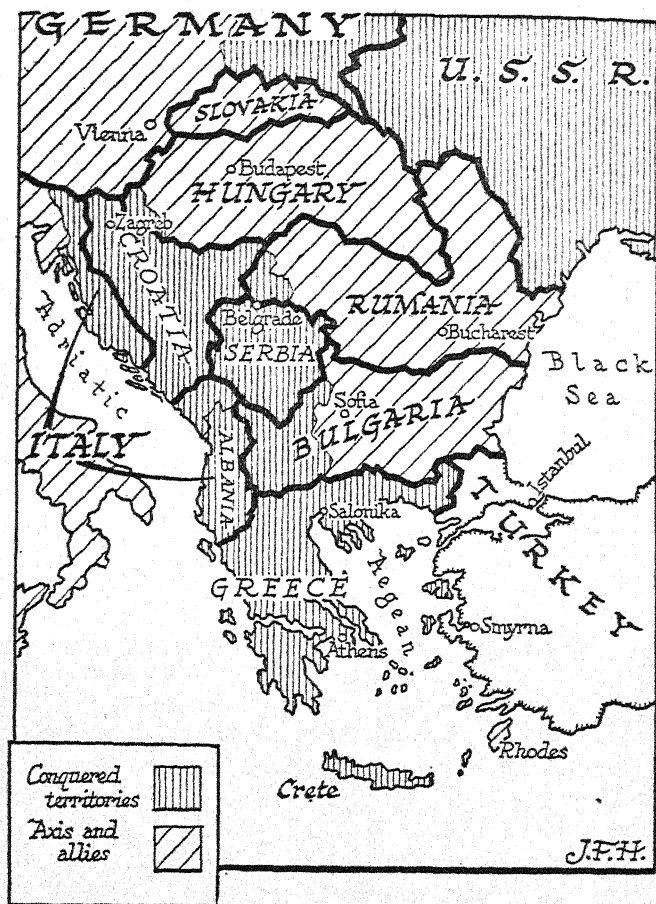 GERMANY
U. S. S. R.
SLOVAKIA
Vienna
Budapest
HUNGARY
Zagreb
CROATIA
Adriatic
RUMANIA
Belgrade
Bucharest
SERBIA
Black
Sea
Sofia
BULGARIA
ITALY
ALBANIA
Istanbul
Salonika
TURKEY
Aegean
GREECE
Smyrna
Athens
Rhodes
Crete
Conquered
territories
Axis and
allies
J.F.H.